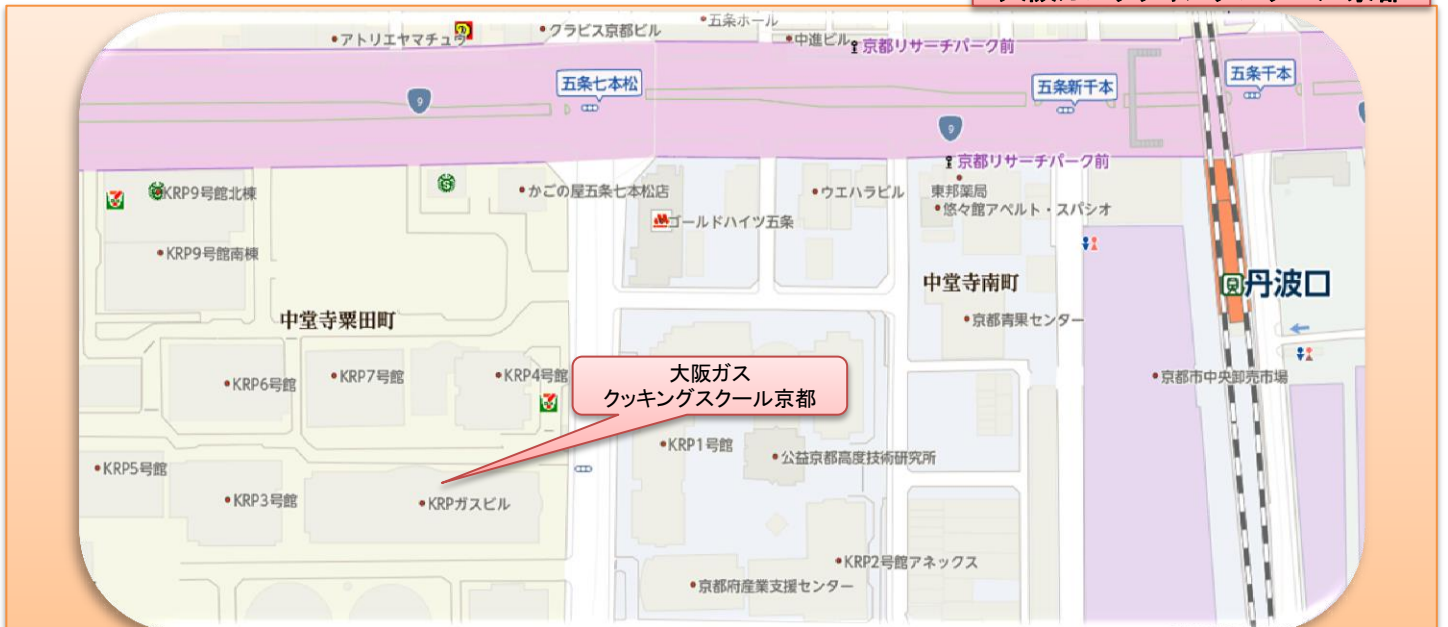 五条ホール
クラビス京都ビル
アトリエヤマチュウ
中進ビル
京都リサーチパーク前
五条七本松
五条新千本
五条千本
9
9
京都リサーチパーク前
KRP9号館北棟
S
かごの屋五条七本松店
ウエハラビル
東邦薬局
悠々館アペルト・スパシオ
ゴールドハイツ五条
KRP9号館南棟
中堂寺南町
丹波口
中堂寺粟田町
京都青果センター
KRP6号館
KRP7号館
KRP4号館
大阪ガス
クッキングスクール京都
京都市中央卸売市場
KRP1号館
公益京都高度技術研究所
KRP5号館
KRP3号館
KRPガスビル
KRP2号館アネックス
京都府産業支援センター